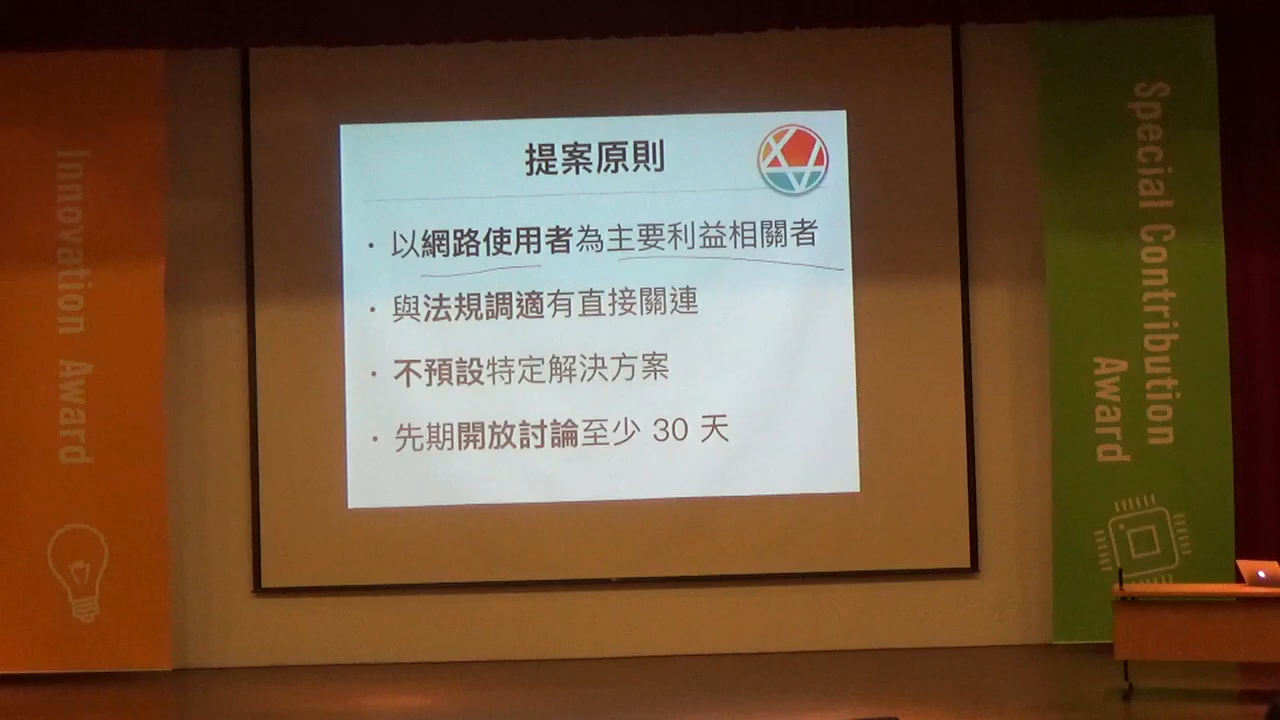 Innovation Award
提案原則
・以網路使用者為主要利益相關者
・與法規調適有直接關連
・不預設特定解決方案
・先期開放討論至少 30 天
Special Contribution
Award